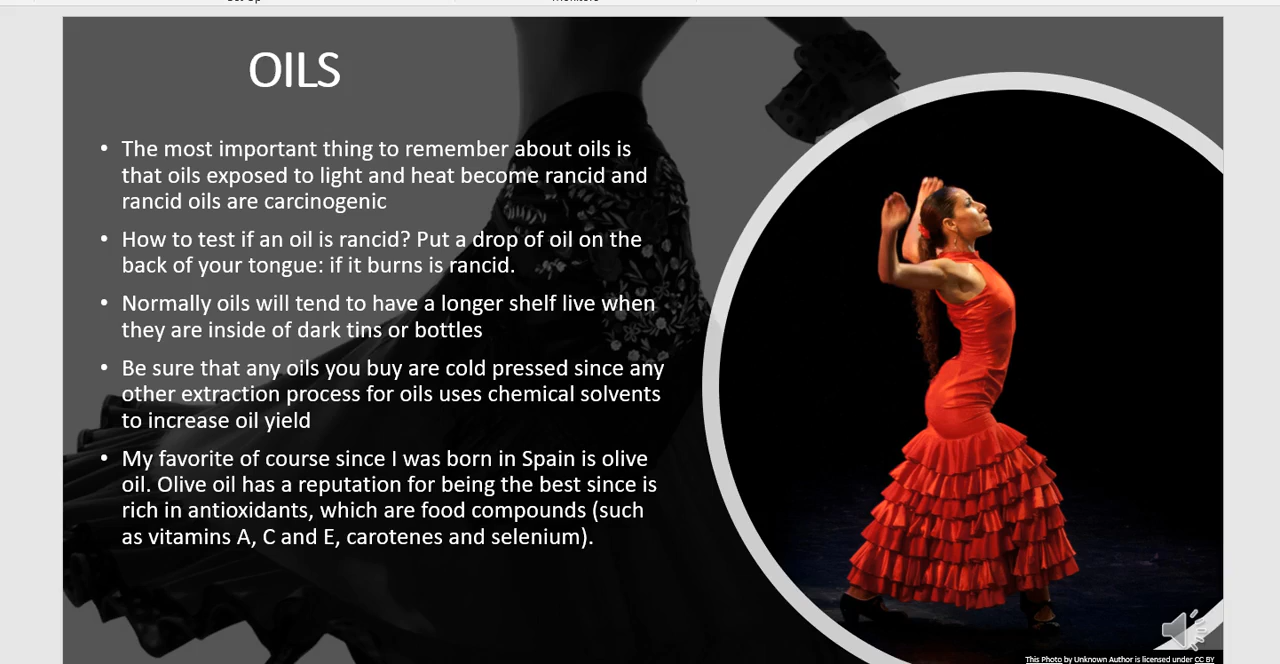 OILS
• The most important thing to remember about oils is
that oils exposed to light and heat become rancid and
rancid oils are carcinogenic
• How to test if an oil is rancid? Put a drop of oil on the
back of your tongue: if it burns is rancid.
• Normally oils will tend to have a longer shelf live when
they are inside of dark tins or bottles
• Be sure that any oils you buy are cold pressed since any
other extraction process for oils uses chemical solvents
to increase oil yield
• My favorite of course since I was born in Spain is olive
oil. Olive oil has a reputation for being the best since is
rich in antioxidants, which are food compounds (such
as vitamins A, C and E, carotenes and selenium).
This Photo by Unknown Author is licensed under CC BY